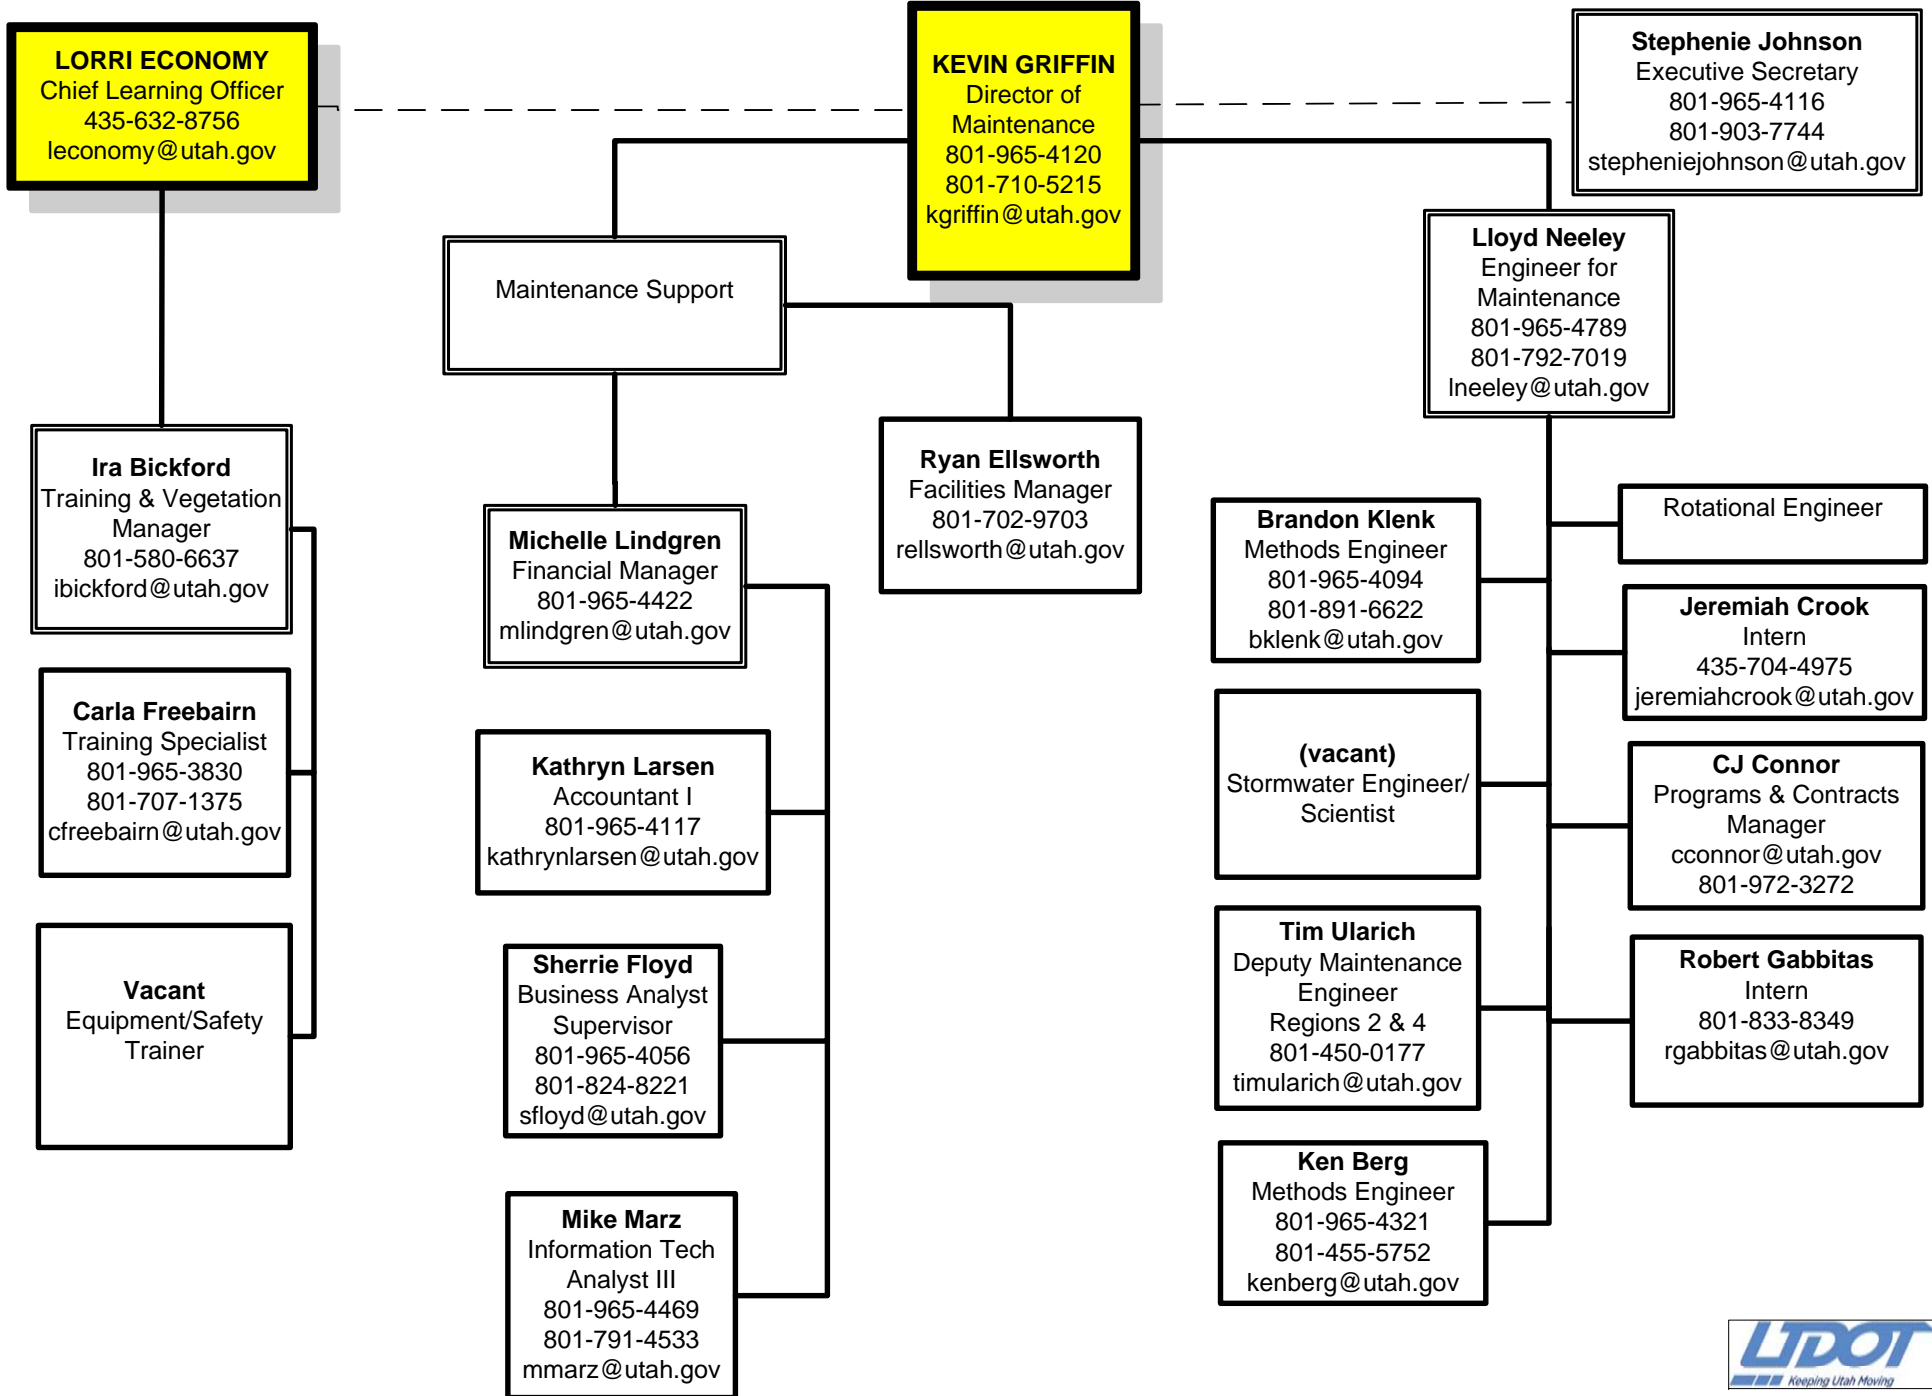 LORRI ECONOMY
Chief Learning Officer
435-632-8756
leconomy@utah.gov
KEVIN GRIFFIN
Director of
Maintenance
801-965-4120
801-710-5215
kgriffin@utah.gov
Stephenie Johnson
Executive Secretary
801-965-4116
801-903-7744
stepheniejohnson@utah.gov
Maintenance Support
Lloyd Neeley
Engineer for
Maintenance
801-965-4789
801-792-7019
lneeley@utah.gov
Ira Bickford
Training & Vegetation
Manager
801-580-6637
ibickford@utah.gov
Carla Freebairn
Training Specialist
801-965-3830
801-707-1375
cfreebairn@utah.gov
Vacant
Equipment/Safety
Trainer
Michelle Lindgren
Financial Manager
801-965-4422
mlindgren@utah.gov
Ryan Ellsworth
Facilities Manager
801-702-9703
rellsworth@utah.gov
Kathryn Larsen
Accountant I
801-965-4117
kathrynlarsen@utah.gov
Sherrie Floyd
Business Analyst
Supervisor
801-965-4056
801-824-8221
sfloyd@utah.gov
Mike Marz
Information Tech
Analyst III
801-965-4469
801-791-4533
mmarz@utah.gov
Brandon Klenk
Methods Engineer
801-965-4094
801-891-6622
bklenk@utah.gov
(vacant)
Stormwater Engineer/
Scientist
Tim Ularich
Deputy Maintenance
Engineer
Regions 2 & 4
801-450-0177
timularich@utah.gov
Ken Berg
Methods Engineer
801-965-4321
801-455-5752
kenberg@utah.gov
Rotational Engineer
Jeremiah Crook
Intern
435-704-4975
jeremiahcrook@utah.gov
CJ Connor
Programs & Contracts
Manager
cconnor@utah.gov
801-972-3272
Robert Gabbitas
Intern
801-833-8349
rgabbitas@utah.gov
UDOT
Keeping Utah Moving